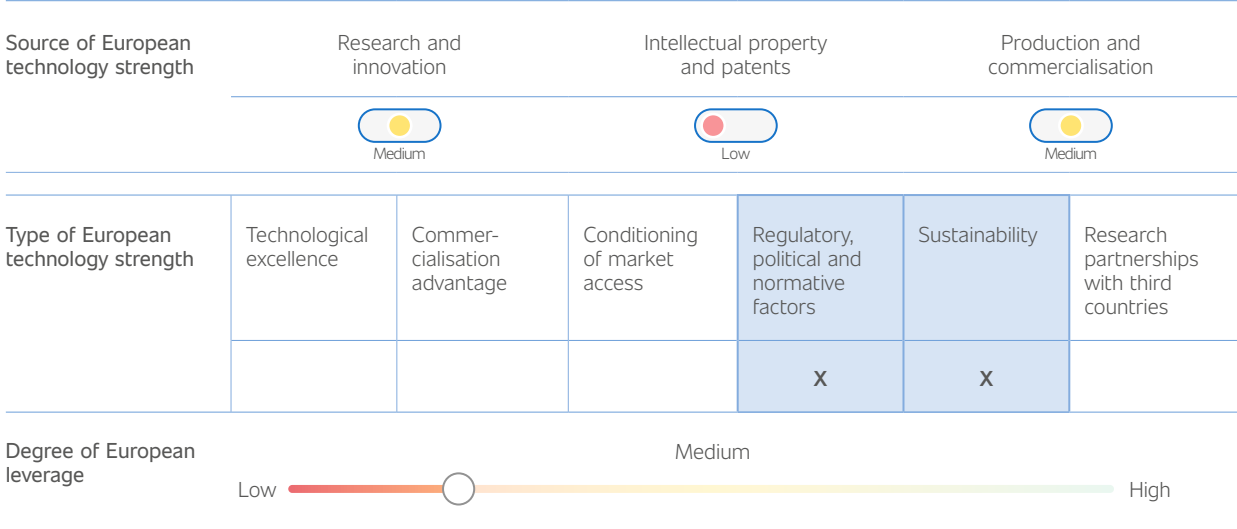 Source of European
technology strength
Research and
innovation
Intellectual property
and patents
Production and
commercialisation
Medium
Low
Medium
Type of European
technology strength
Technological
excellence
Commer-
cialisation
advantage
Conditioning
of market
access
Regulatory,
political and
normative
factors
Sustainability
Research
partnerships
with third
countries
X
X
Degree of European
leverage
Medium
Low
High